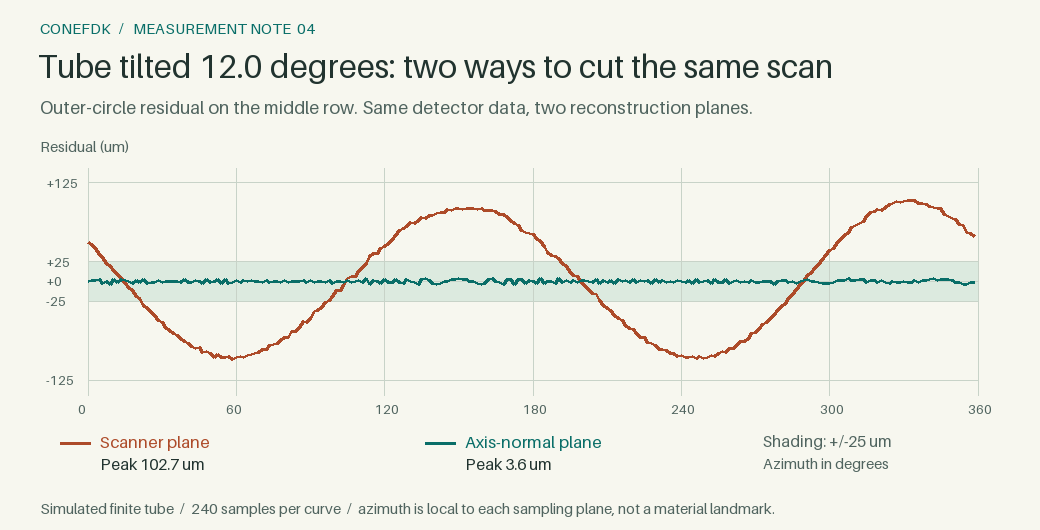 CONEFDK / MEASUREMENT NOTE 04
Tube tilted 12.0 degrees: two ways to cut the same scan
Outer-circle residual on the middle row. Same detector data, two reconstruction planes.
Residual (um)
+125
+25
+0
-25
-125
0 60 120 180 240 300 360
Scanner plane Axis-normal plane Shading: +/-25 um
Peak 102.7 um Peak 3.6 um Azimuth in degrees
Simulated finite tube / 240 samples per curve / azimuth is local to each sampling plane, not a material landmark.